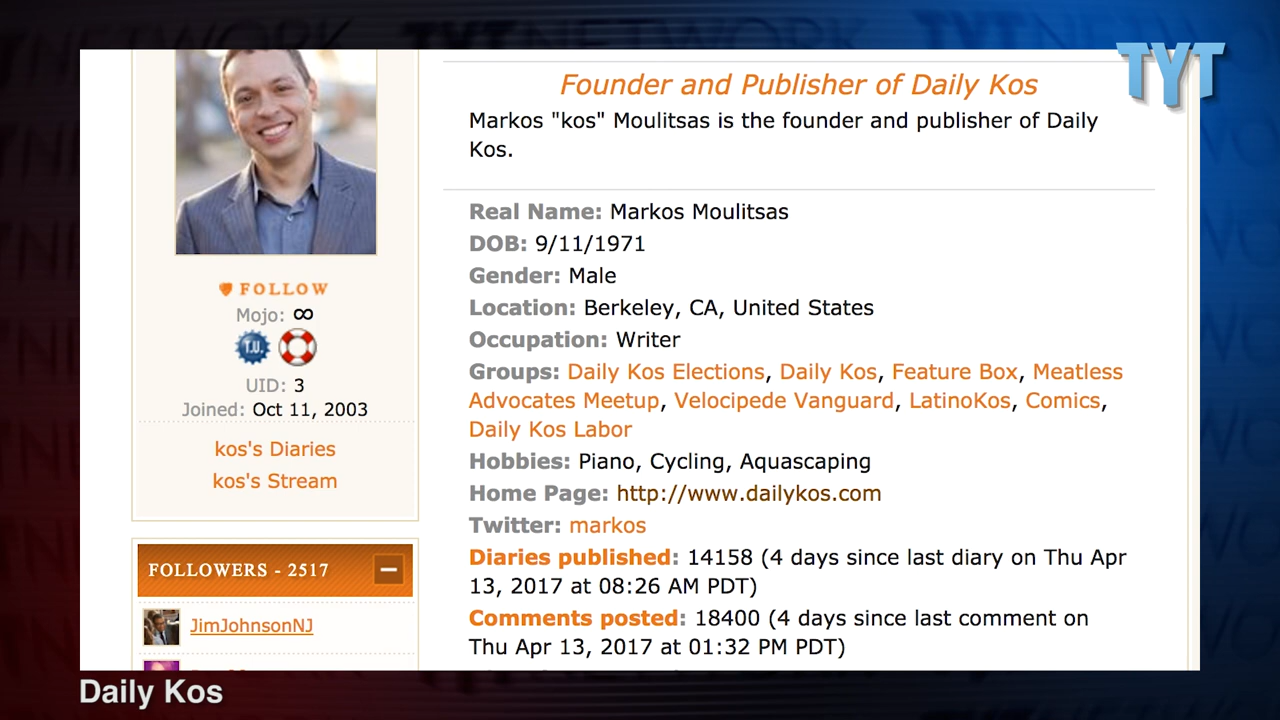 TYT NETWORK
TYT
Founder and Publisher of Daily Kos
Markos "kos" Moulitsas is the founder and publisher of Daily
Kos.
Real Name: Markos Moulitsas
DOB: 9/11/1971
Gender: Male
Location: Berkeley, CA, United States
Occupation: Writer
Groups: Daily Kos Elections, Daily Kos, Feature Box, Meatless
Advocates Meetup, Velocipede Vanguard, LatinoKos, Comics,
Daily Kos Labor
Hobbies: Piano, Cycling, Aquascaping
Home Page: http://www.dailykos.com
Twitter: markos
Diaries published: 14158 (4 days since last diary on Thu Apr
13, 2017 at 08:26 AM PDT)
Comments posted: 18400 (4 days since last comment on
Thu Apr 13, 2017 at 01:32 PM PDT)
FOLLOW
Mojo: ∞
T.U.
UID: 3
Joined: Oct 11, 2003
kos's Diaries
kos's Stream
FOLLOWERS - 2517
JimJohnsonNJ
Daily Kos